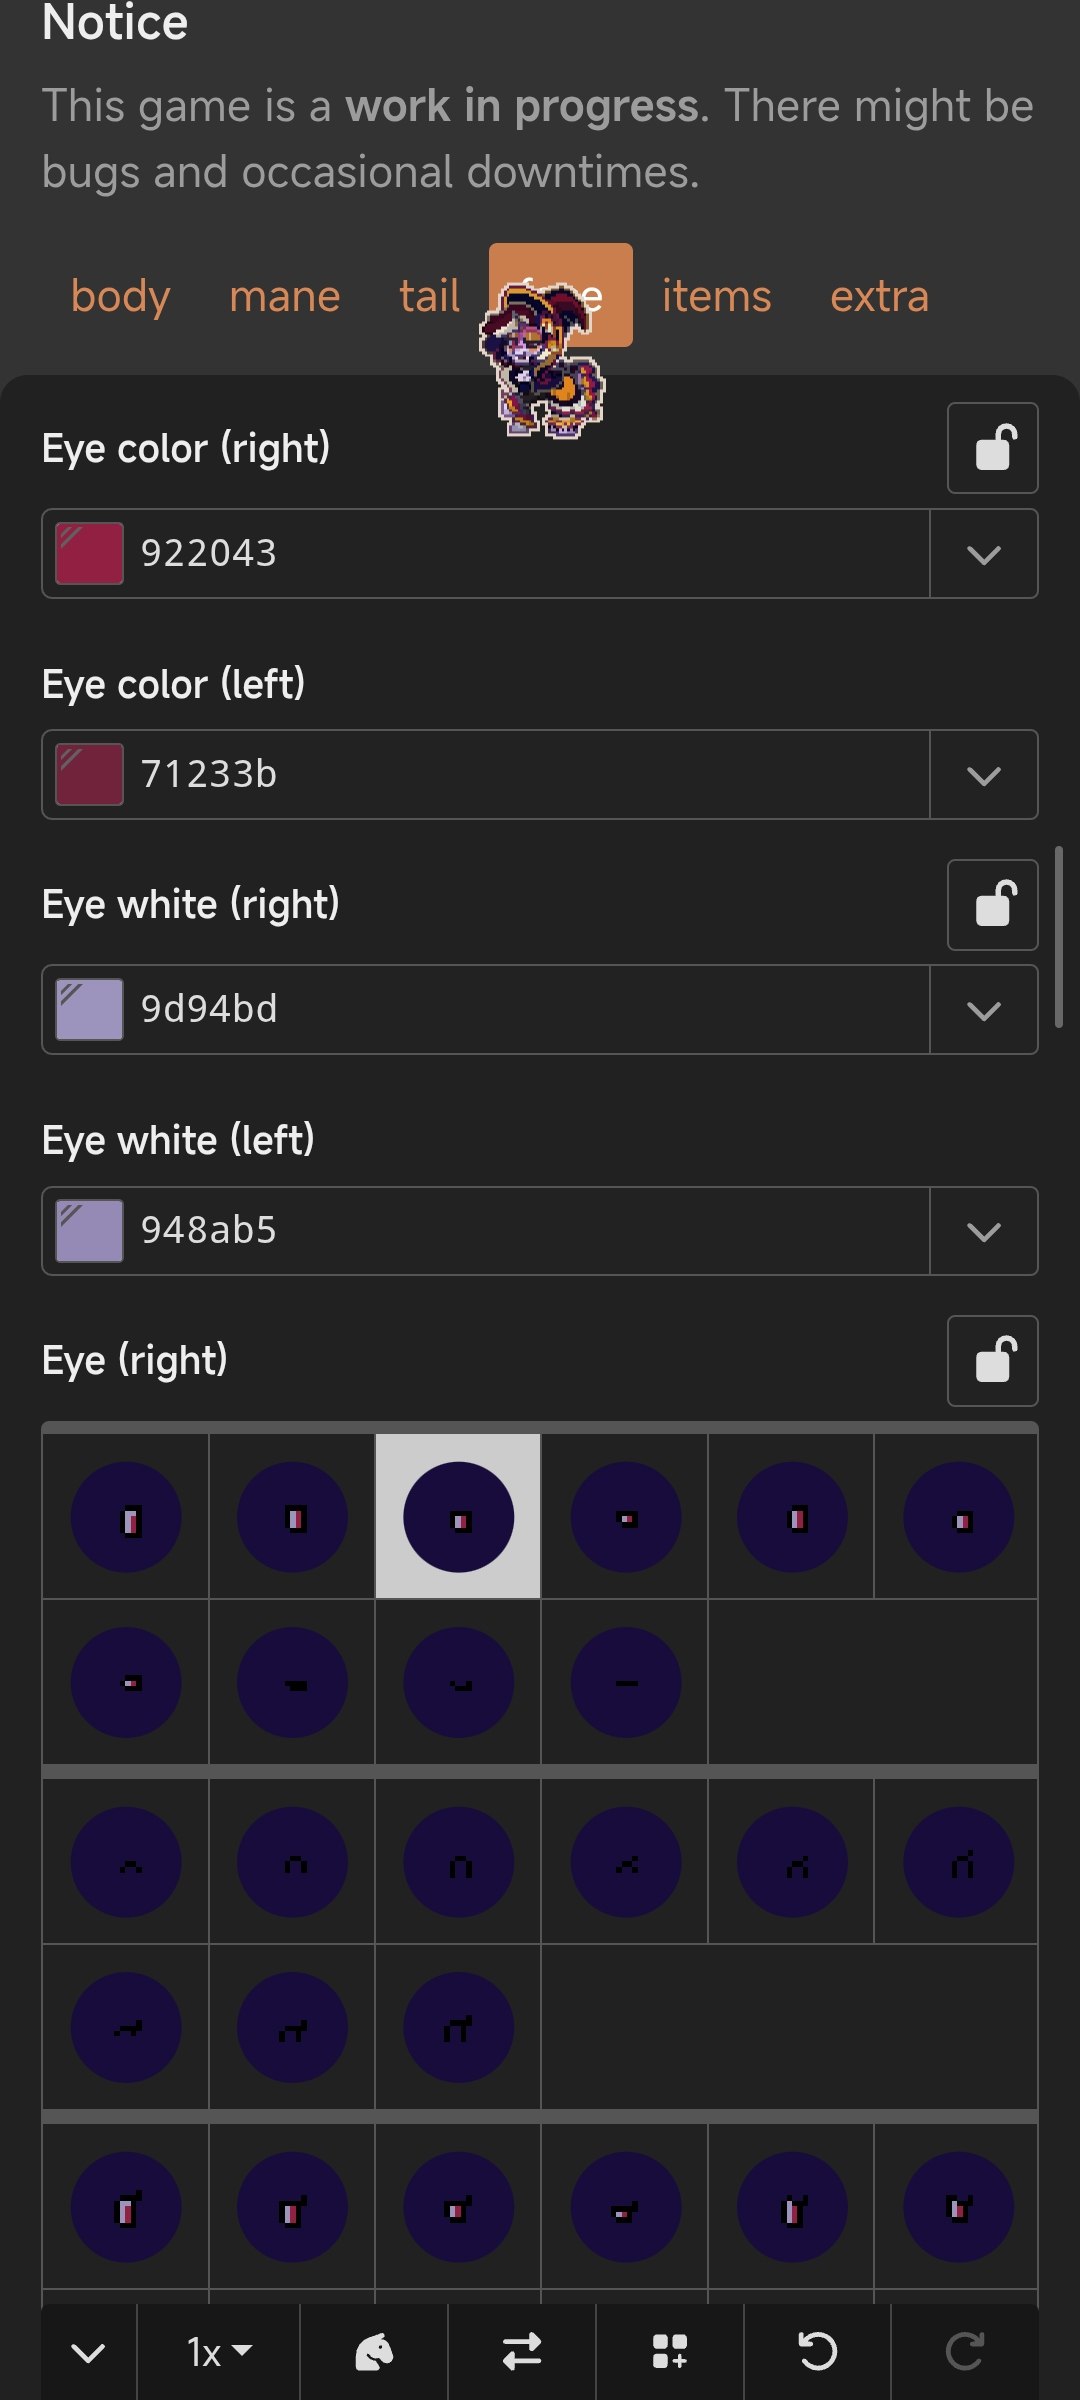 Notice
This game is a work in progress. There might be
bugs and occasional downtimes.
body mane tail items extra
Eye color (right)
922043
Eye color (left)
71233b
Eye white (right)
9d94bd
Eye white (left)
948ab5
Eye (right)
1x